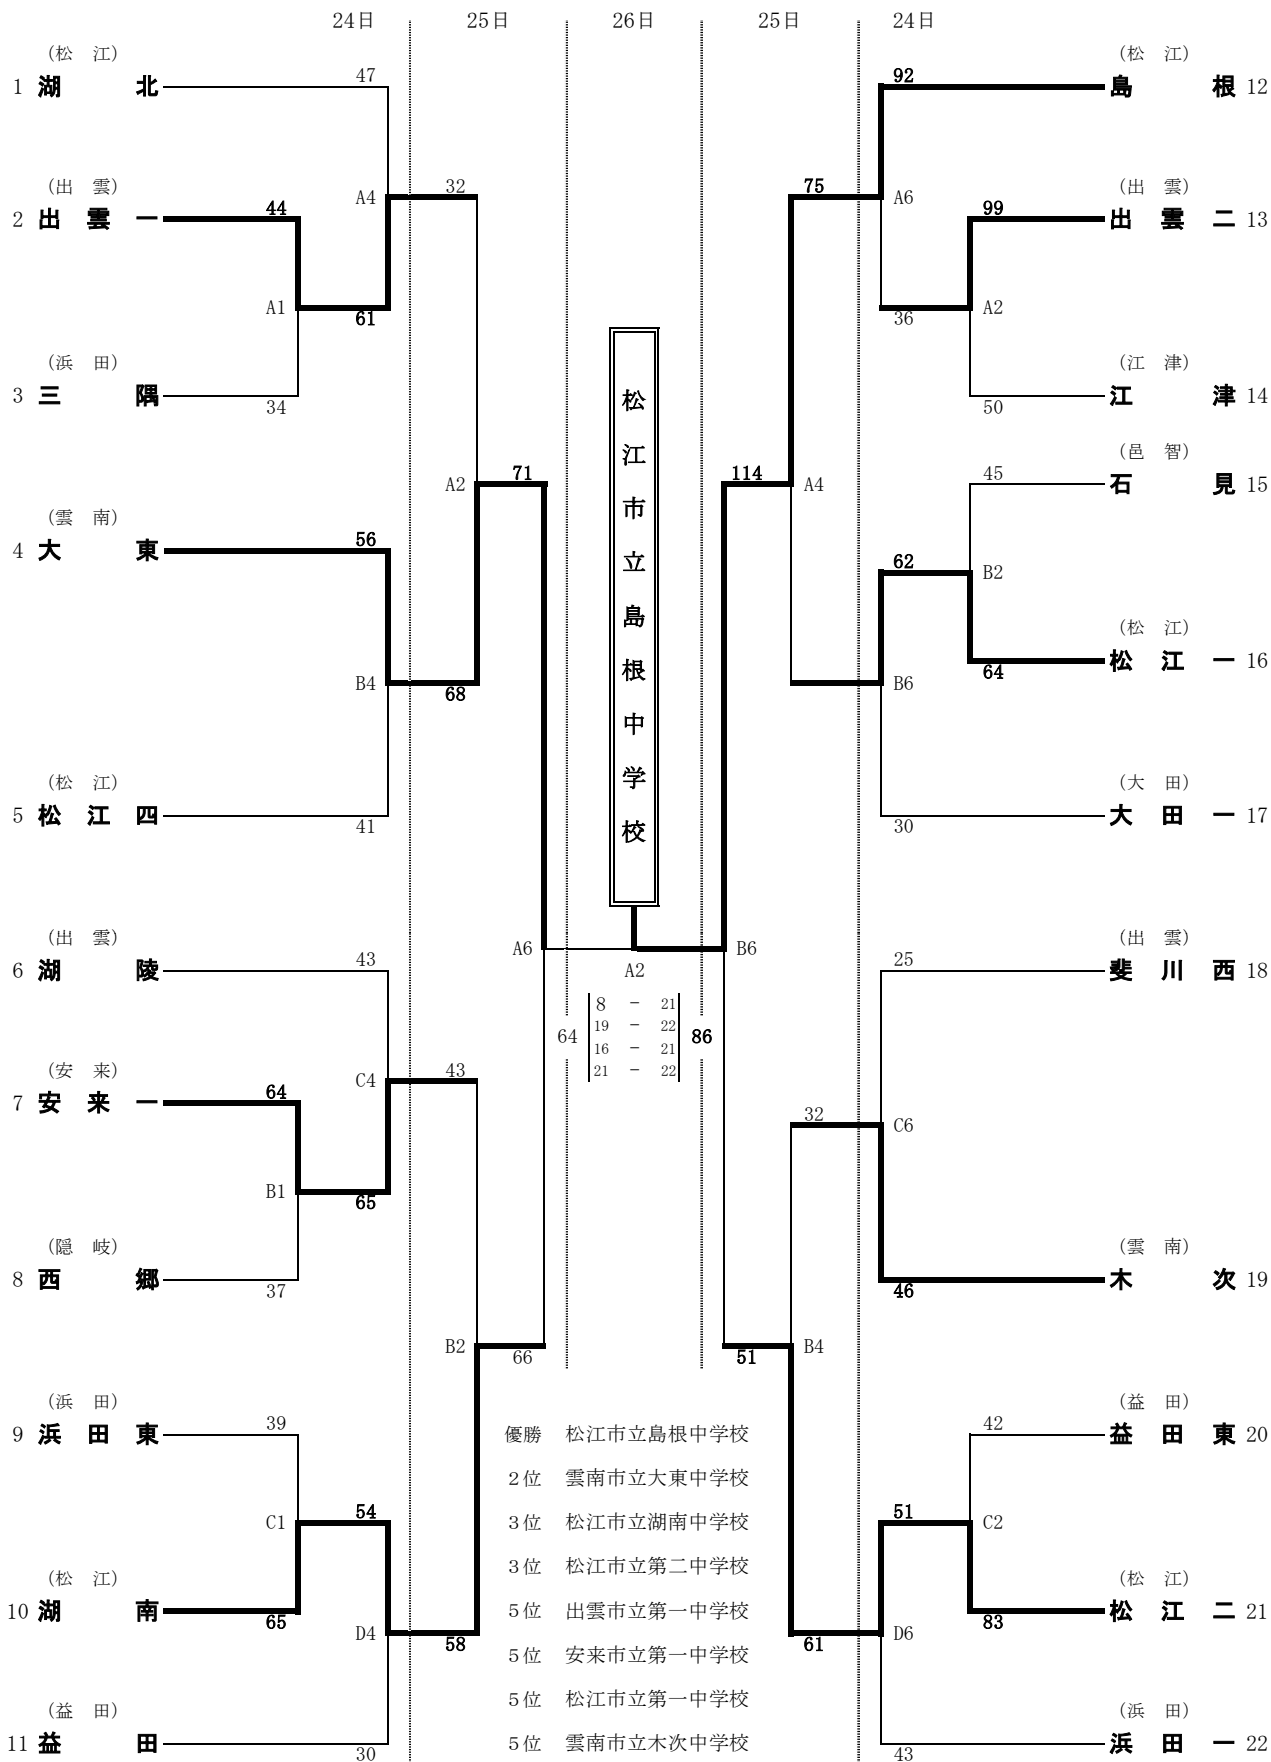 24日 25日 26日 25日 24日
（松 江） （松 江）
1 湖 北 47 92 島 根 12
（出 雲） （出 雲）
2 出 雲 一 44 A4 32 75 A6 99 出 雲 二 13
A1 61 36 A2
（浜 田） （江 津）
3 三 隅 34 50 江 津 14
（邑 智）
A2 71 114 A4 45 石 見 15
（雲 南）
4 大 東 56 62 B2
（松 江）
B4 68 B6 64 松 江 一 16
（松 江） （大 田）
5 松 江 四 41 30 大 田 一 17
松江市立島根中学校
（出 雲） （出 雲）
6 湖 陵 43 A6 A2 B6 25 斐 川 西 18
8 － 21
19 － 22
64 86
16 － 21
21 － 22
（安 来）
7 安 来 一 64 C4 43 32 C6
B1 65
（隠 岐） （雲 南）
8 西 郷 37 46 木 次 19
B2 66 51 B4
（浜 田） （益 田）
9 浜 田 東 39 42 益 田 東 20
C1 54 51 C2
（松 江） （松 江）
10 湖 南 65 83 松 江 二 21
D4 58 61 D6
（益 田） （浜 田）
11 益 田 30 43 浜 田 一 22
優勝 松江市立島根中学校
2位 雲南市立大東中学校
3位 松江市立湖南中学校
3位 松江市立第二中学校
5位 出雲市立第一中学校
5位 安来市立第一中学校
5位 松江市立第一中学校
5位 雲南市立木次中学校